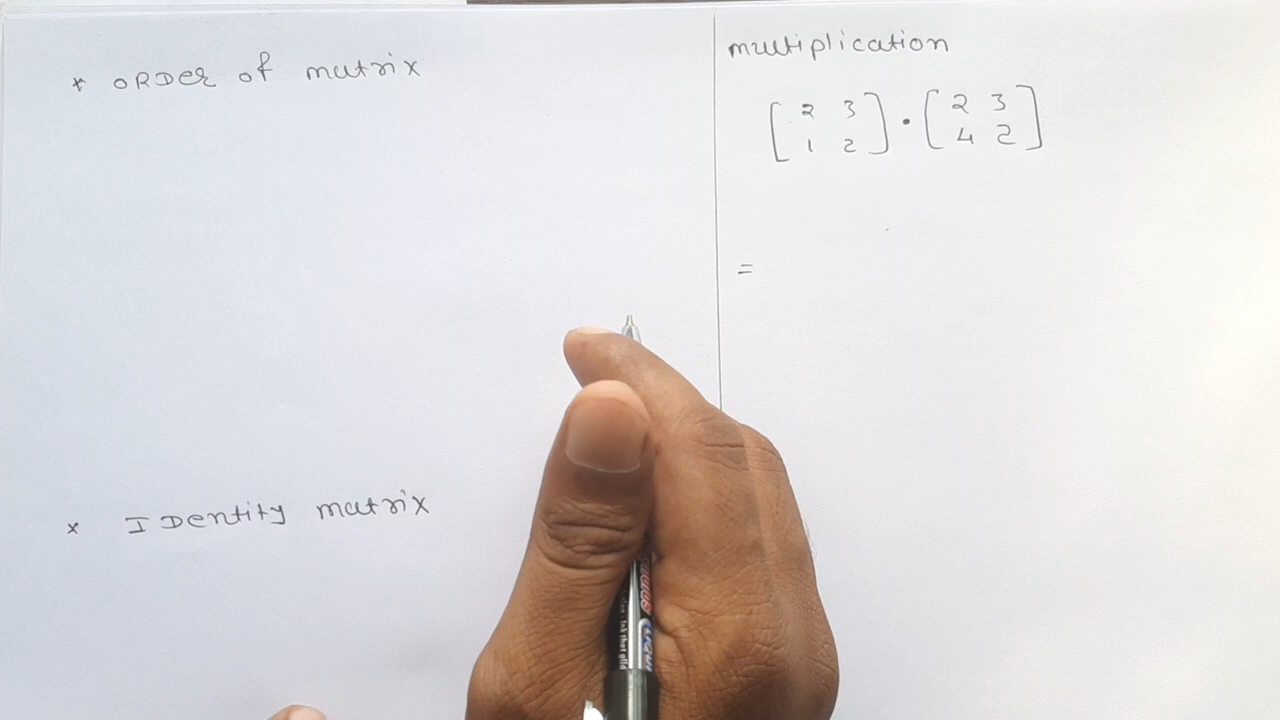 * ORDer of matrix
multiplication
[ 2 3 ] . [ 2 3 ]
[ 1 2 ] [ 4 2 ]
=
* IDentity matrix